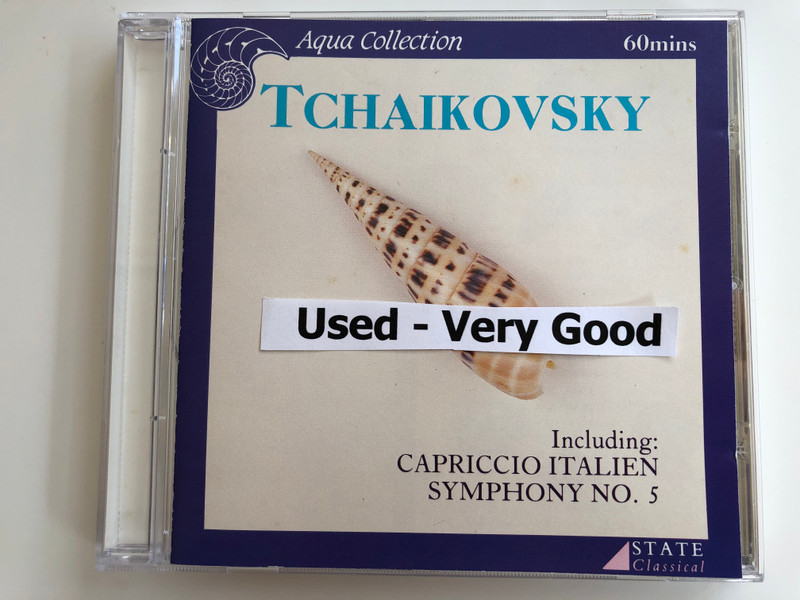 Aqua Collection
60mins
TCHAIKOVSKY
Used - Very Good
Including:
CAPRICCIO ITALIEN
SYMPHONY NO. 5
STATE
Classical